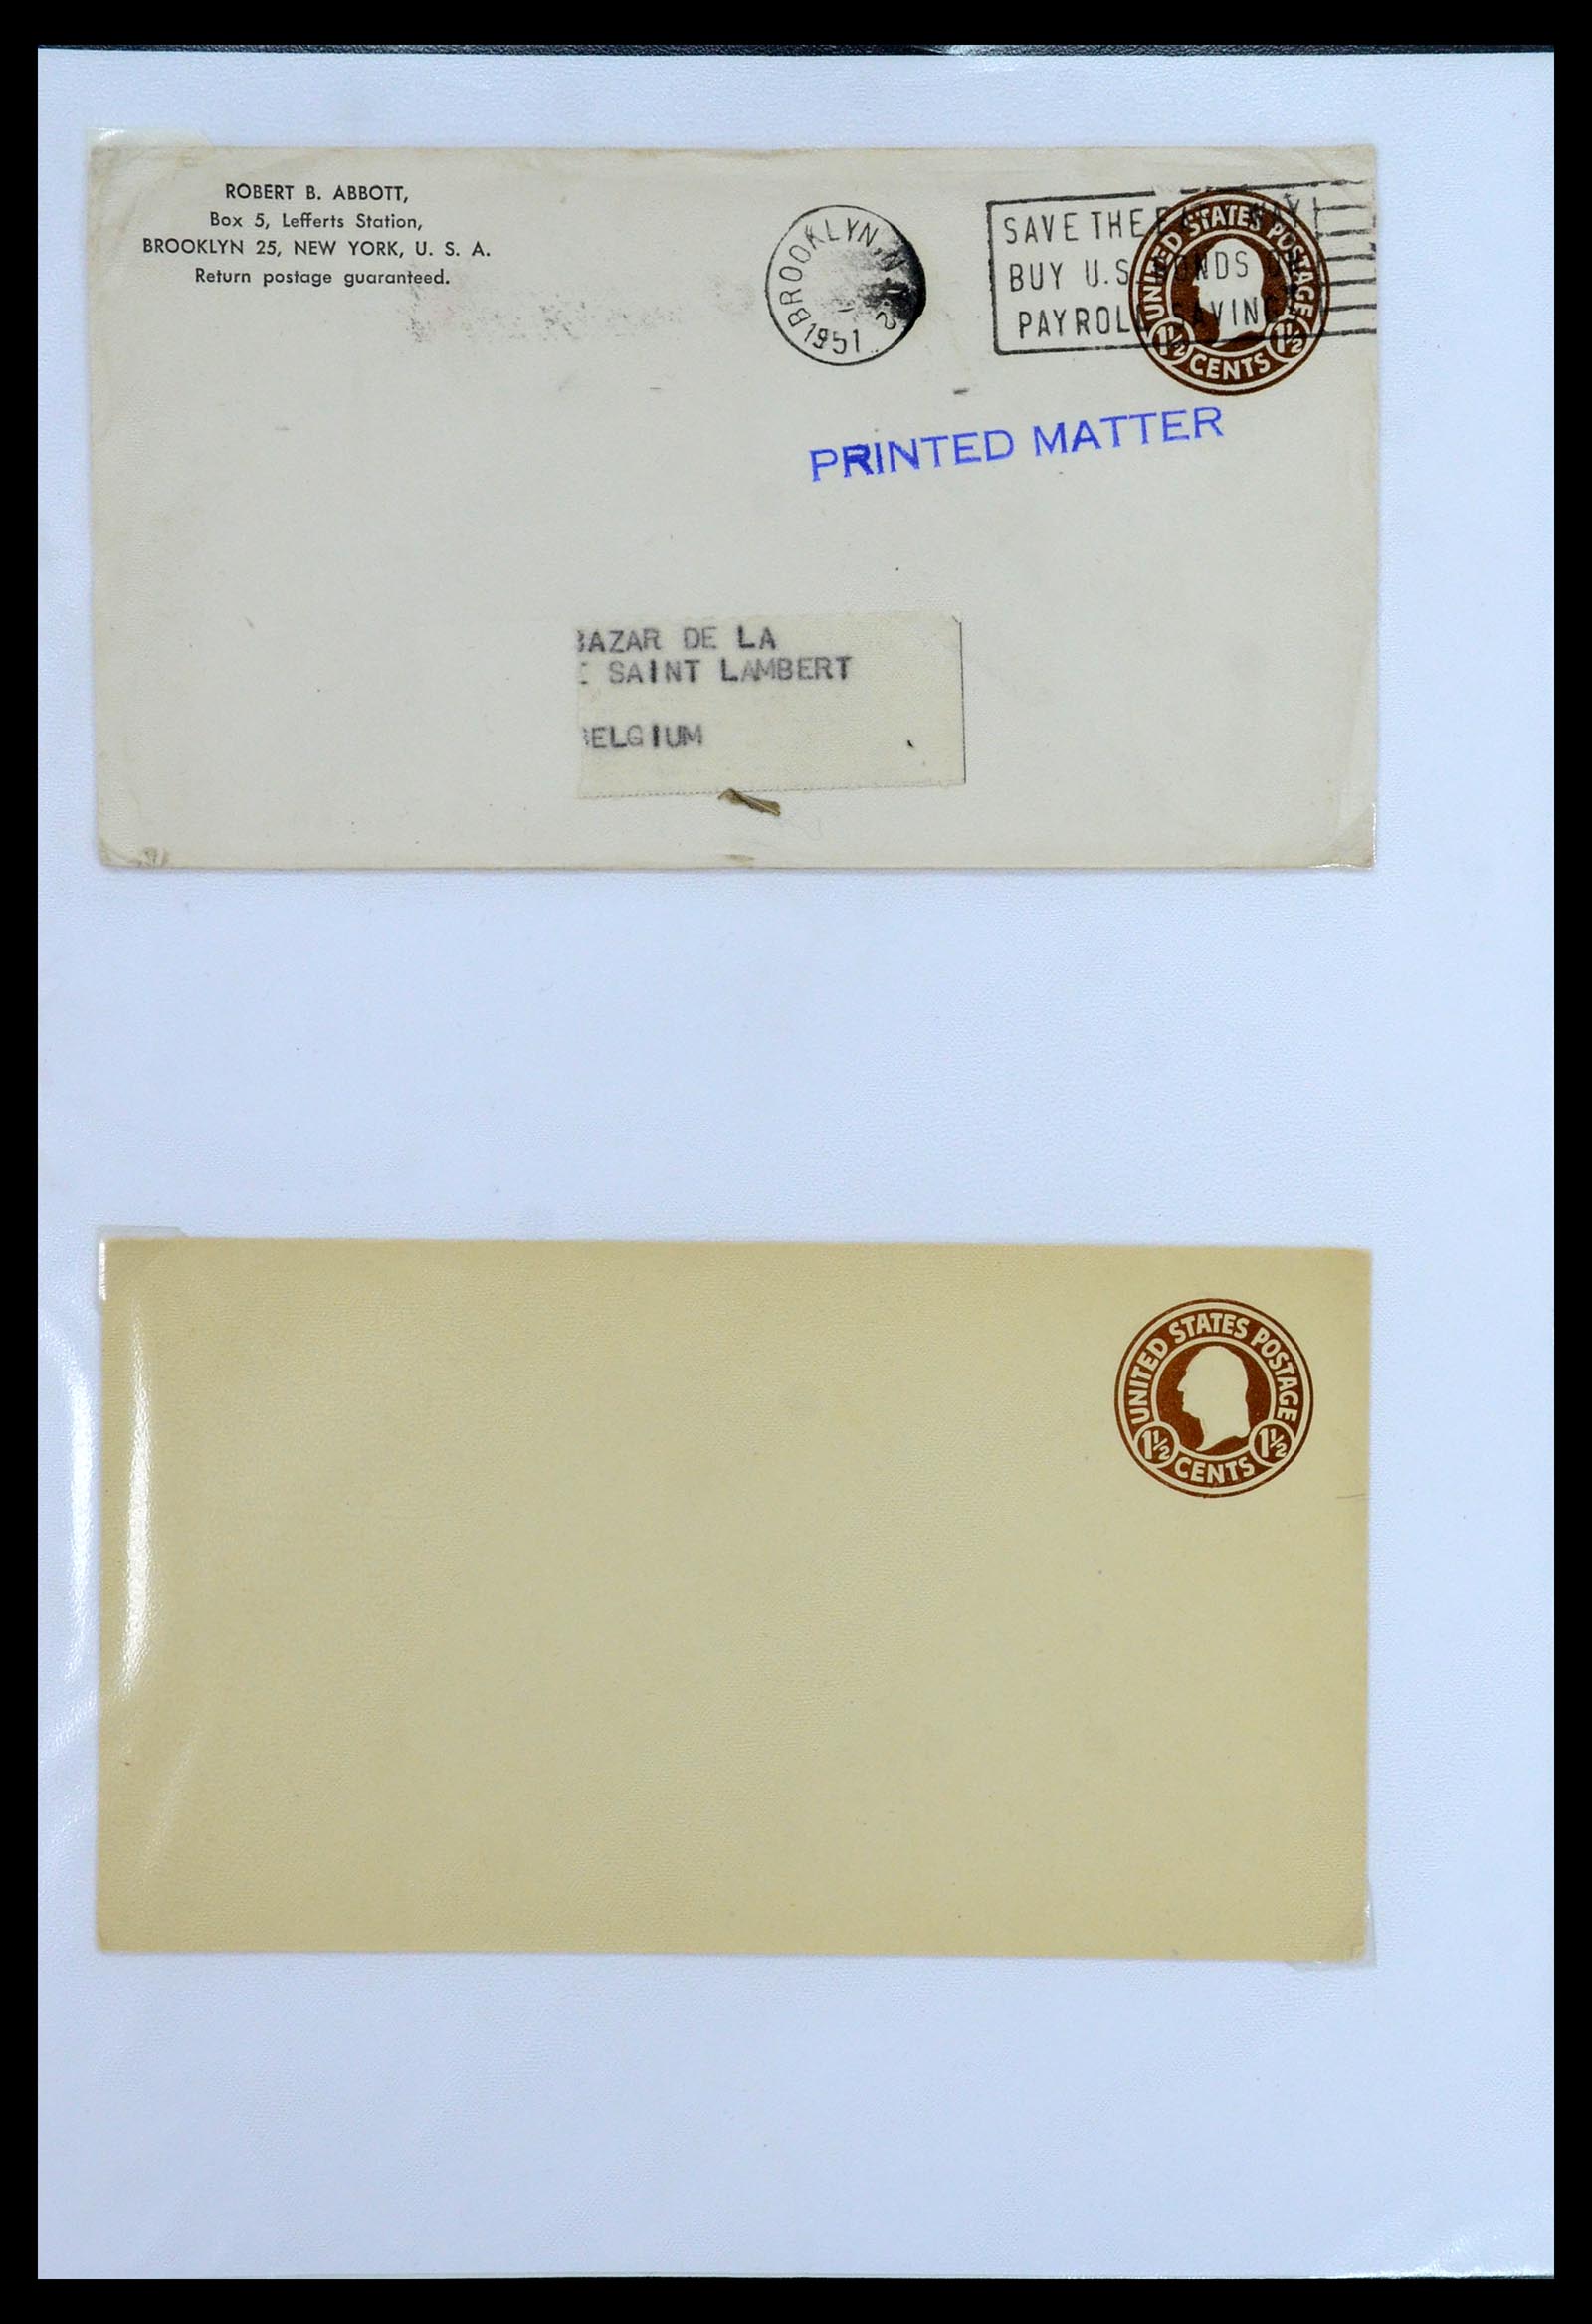 ROBERT B. ABBOTT,
Box 5, Lefferts Station,
BROOKLYN 25, NEW YORK, U. S. A.
Return postage guaranteed.
BROOKLYN, N
1951
SAVE THE
BUY U.S. BONDS
PAYROLL SAVING
UNITED STATES POSTAGE
1½ 1½
CENTS
PRINTED MATTER
BAZAR DE LA
SAINT LAMBERT
BELGIUM
UNITED STATES POSTAGE
1½ 1½
CENTS